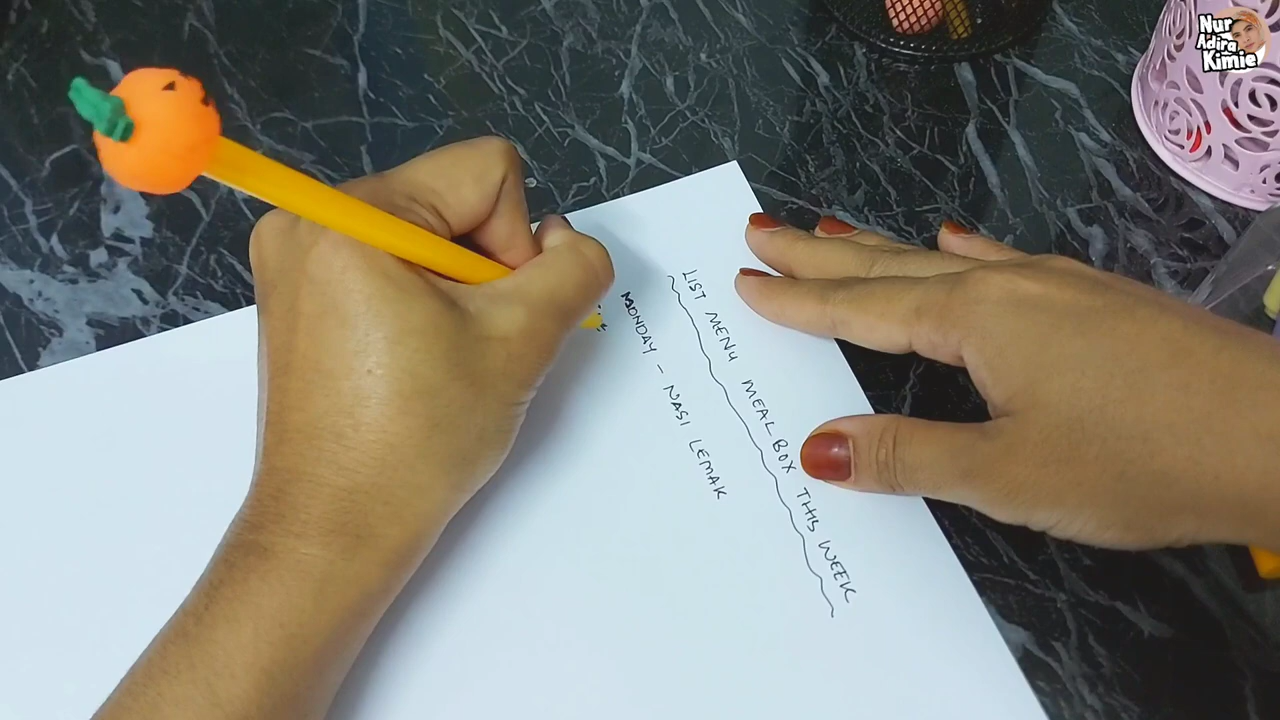 Nur
Adira
Kimie
LIST MENU MEAL BOX THIS WEEK
MONDAY - NASI LEMAK